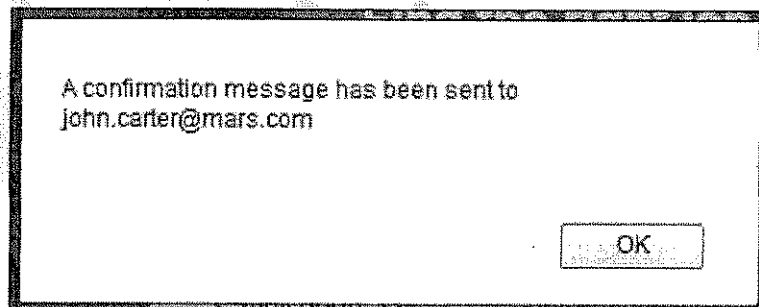 A confirmation message has been sent to
john.carter@mars.com
OK